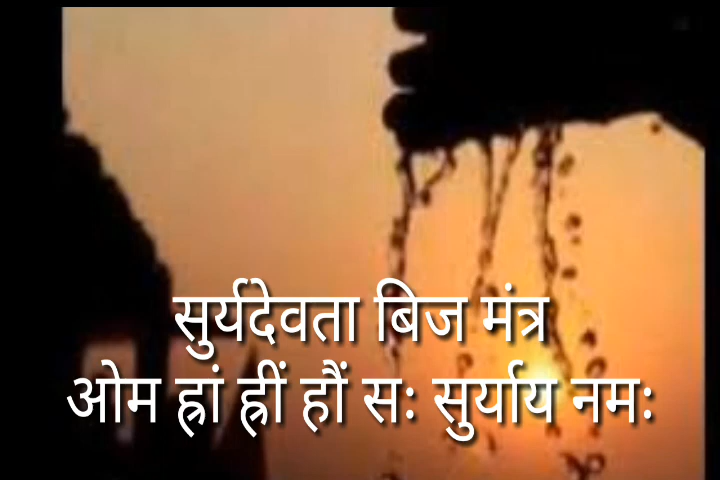 सुर्यदेवता बिज मंत्र
ओम ह्रां ह्रीं हौं सः सुर्याय नमः